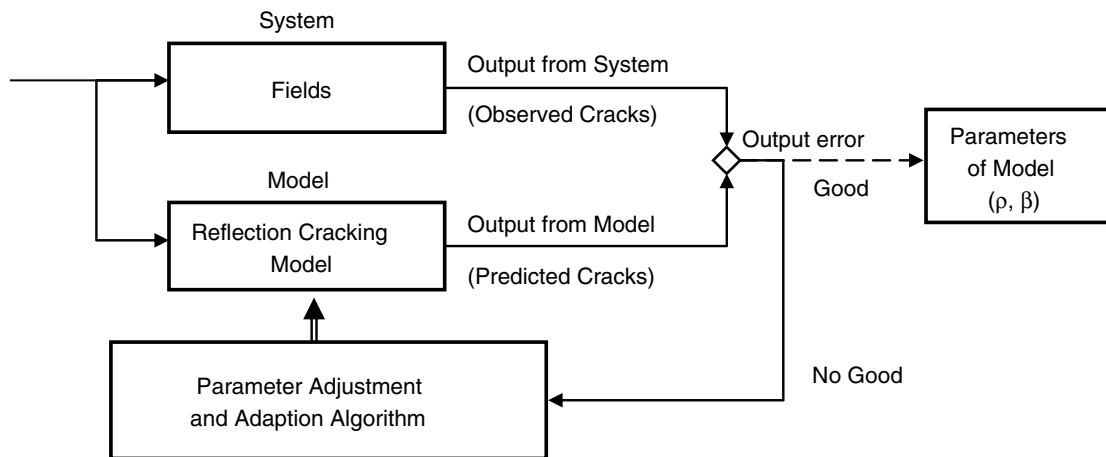 System
Fields
Output from System
(Observed Cracks)
Output error
Good
Parameters
of Model
(ρ, β)
Model
Reflection Cracking
Model
Output from Model
(Predicted Cracks)
No Good
Parameter Adjustment
and Adaption Algorithm